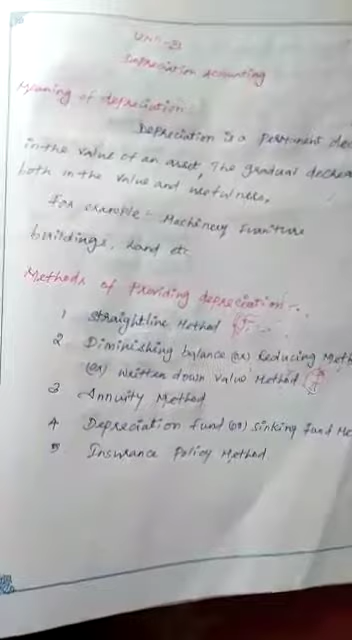 Unit-3
Depreciation Accounting
Meaning of depreciation
Depreciation is a permanent dec
in the value of an asset, The gradual decrea
both in the value and usefulness.
For example - Machinery Furniture
buildings, Land etc
Methods of Providing depreciation -
1 Straightline Method
2 Diminishing balance (or) Reducing Meth
(or) Written down value Method
3 Annuity Method
4 Depreciation fund (or) Sinking fund Me
5 Insurance Policy Method